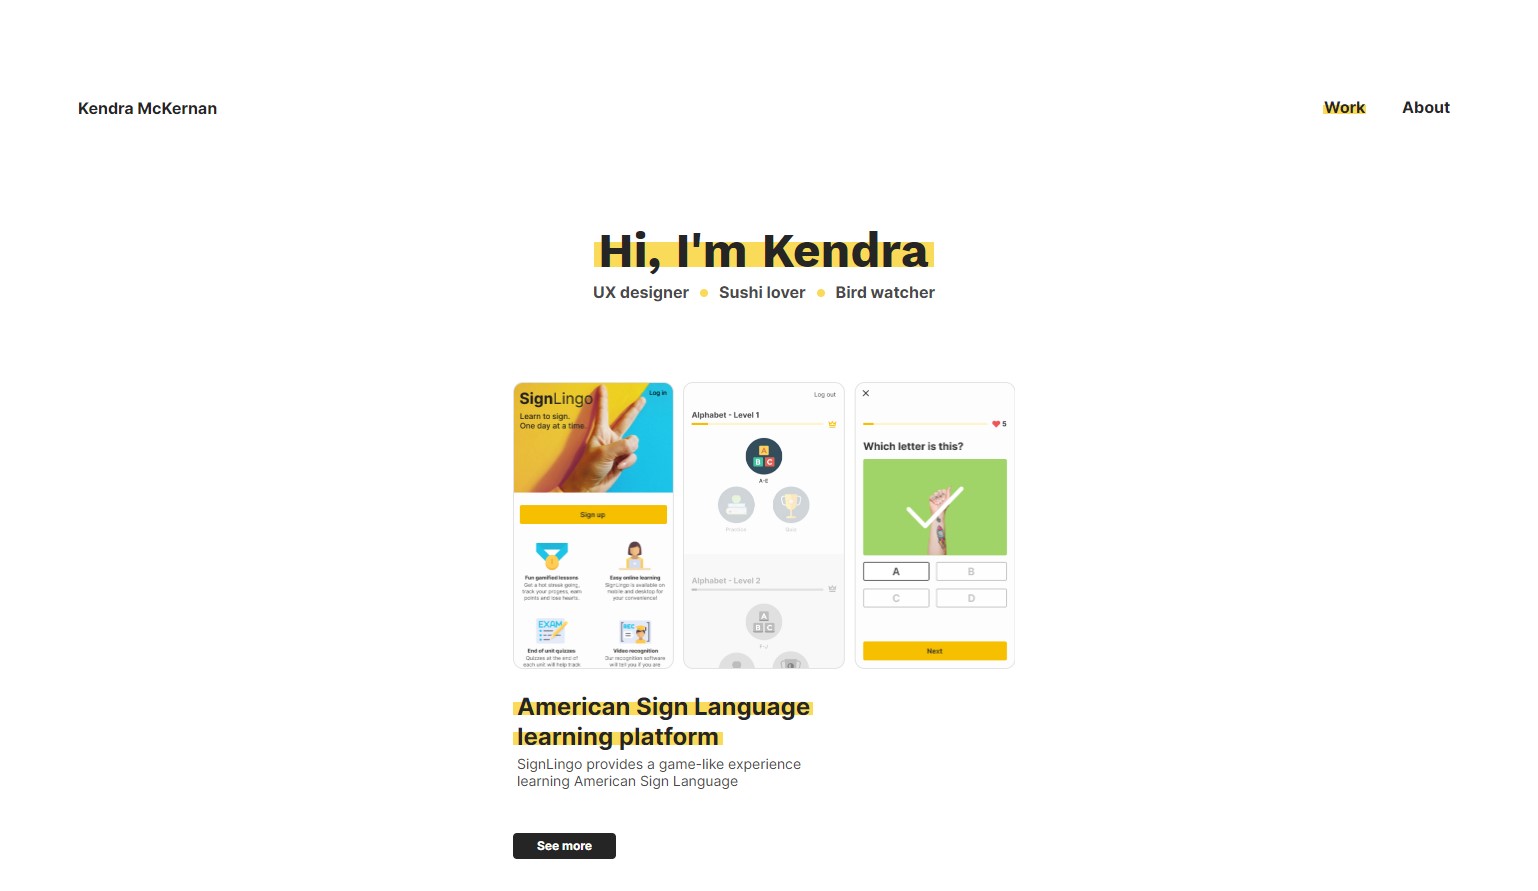 Kendra McKernan
Work
About
Hi, I'm Kendra
UX designer
Sushi lover
Bird watcher
SignLingo
Log in
Learn to sign.
One day at a time.
Sign up
Fun gamified lessons
Get a hot streak going,
track your progess, earn
points and lose hearts.
Easy online learning
SignLingo is available on
mobile and desktop for
your convenience!
EXAM
End of unit quizzes
Quizzes at the end of
each unit will help track
REC
Video recognition
Our recognition software
will tell you if you are
Log out
Alphabet - Level 1
A
B C
A-E
Practice
Quiz
Alphabet - Level 2
A
B C
5
Which letter is this?
A
B
C
D
Next
American Sign Language
learning platform
SignLingo provides a game-like experience
learning American Sign Language
See more